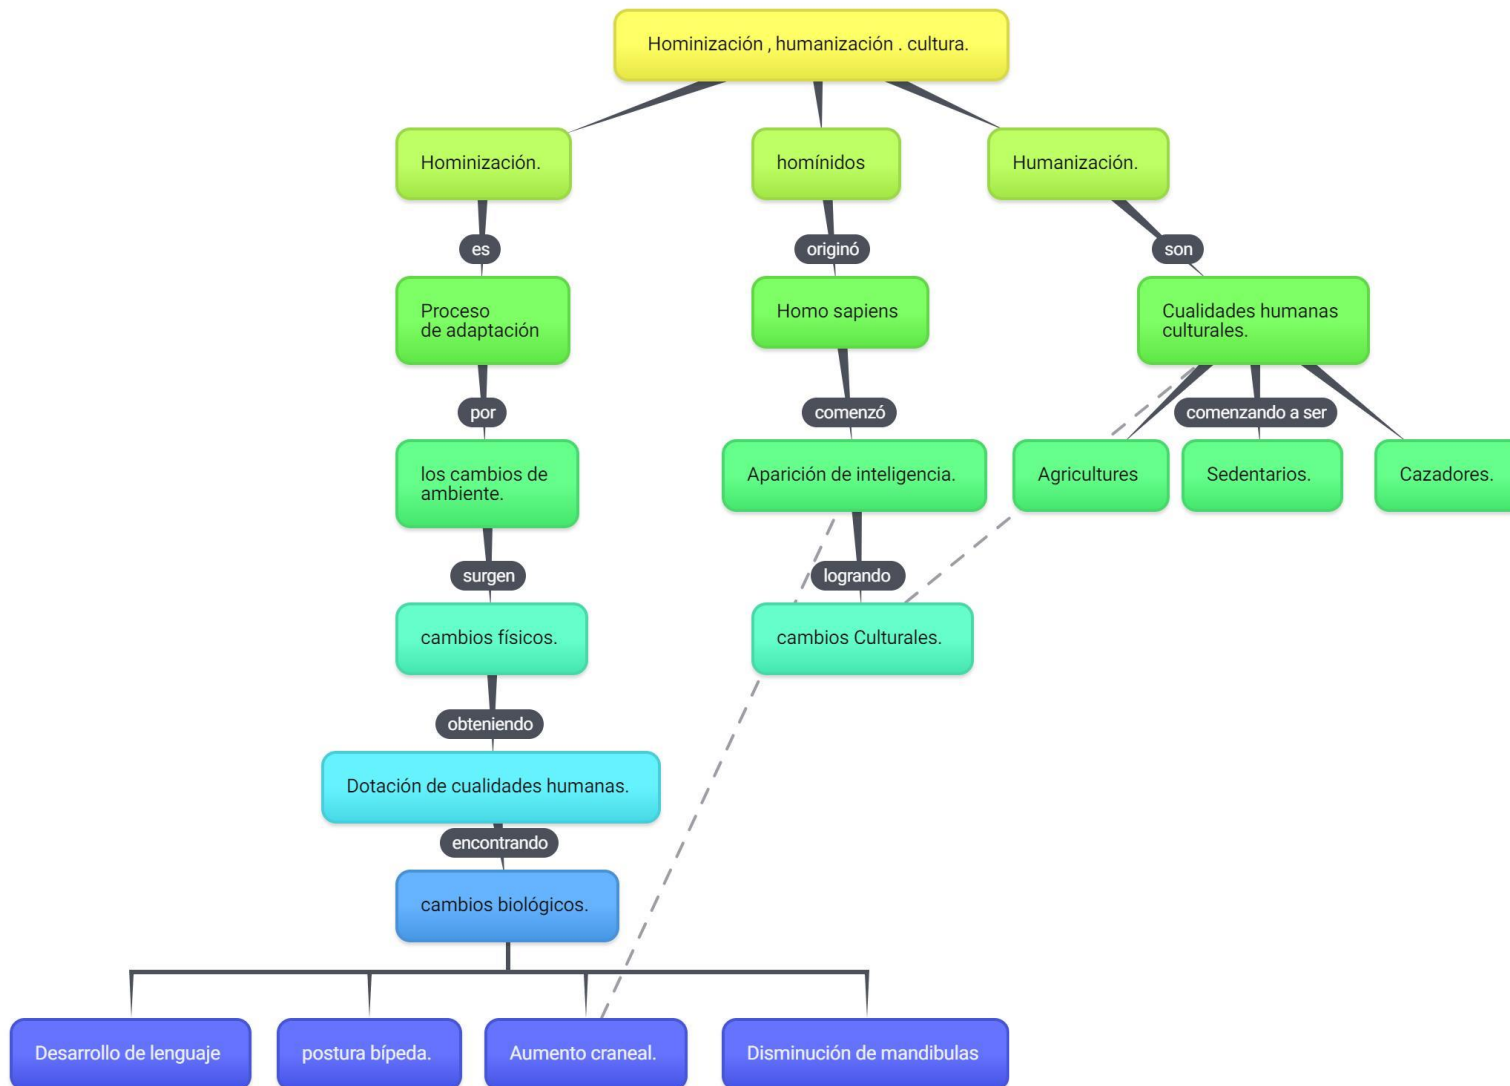 Hominización , humanización . cultura.
Hominización.
homínidos
Humanización.
es
originó
son
Proceso
de adaptación
Homo sapiens
Cualidades humanas
culturales.
por
comenzó
comenzando a ser
los cambios de
ambiente.
Aparición de inteligencia.
Agricultures
Sedentarios.
Cazadores.
surgen
logrando
cambios físicos.
cambios Culturales.
obteniendo
Dotación de cualidades humanas.
encontrando
cambios biológicos.
Desarrollo de lenguaje
postura bípeda.
Aumento craneal.
Disminución de mandibulas